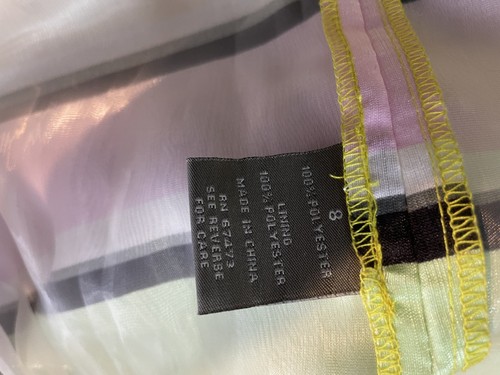 8
100% POLYESTER
LINING
100% POLYESTER
MADE IN CHINA
RN 67473
SEE REVERSE
FOR CARE